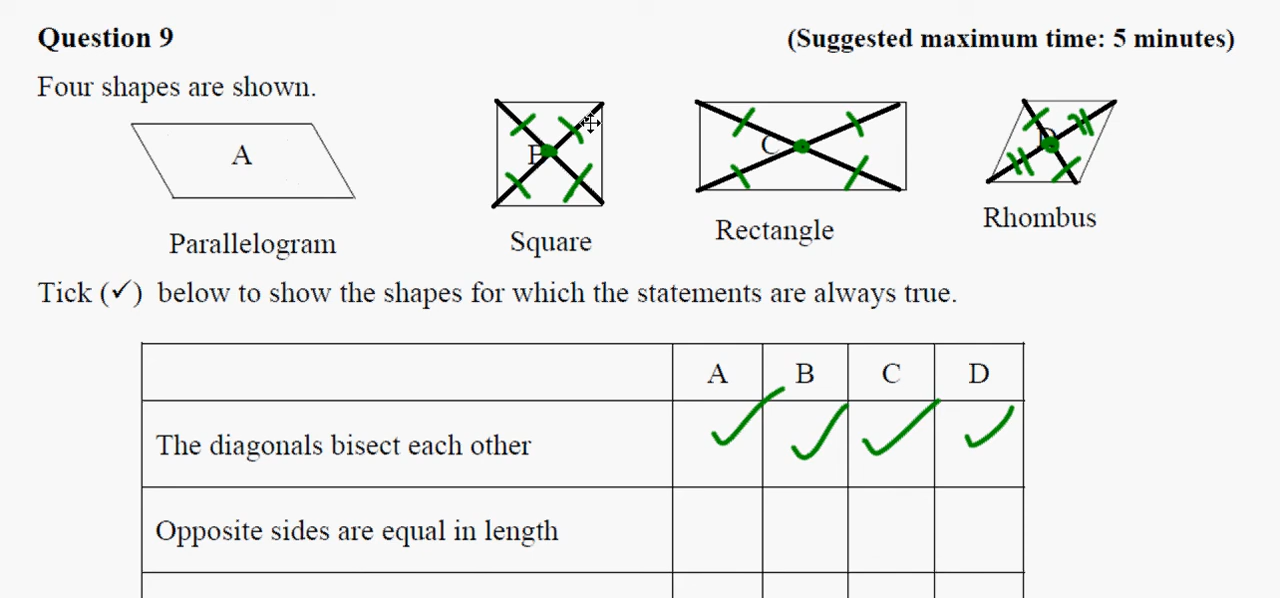 Question 9
(Suggested maximum time: 5 minutes)
Four shapes are shown.
A
B
C
D
Parallelogram
Square
Rectangle
Rhombus
Tick (✓) below to show the shapes for which the statements are always true.
A B C D
The diagonals bisect each other ✓ ✓ ✓ ✓
Opposite sides are equal in length